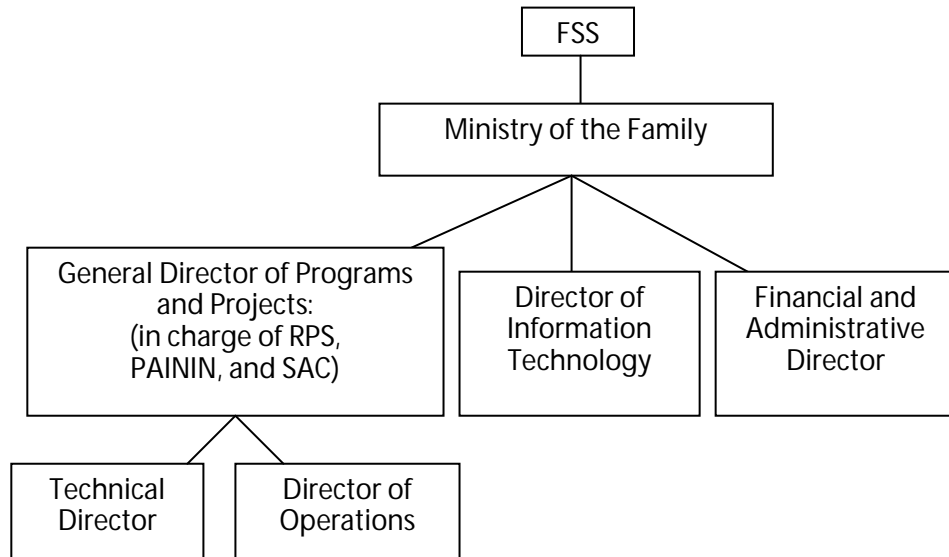 FSS
Ministry of the Family
General Director of Programs
and Projects:
(in charge of RPS,
PAININ, and SAC)
Director of
Information
Technology
Financial and
Administrative
Director
Technical
Director
Director of
Operations